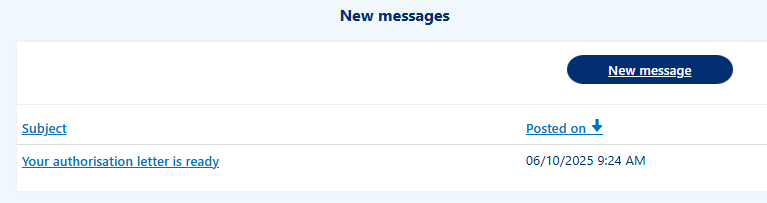 New messages
New message
Subject Posted on
Your authorisation letter is ready 06/10/2025 9:24 AM